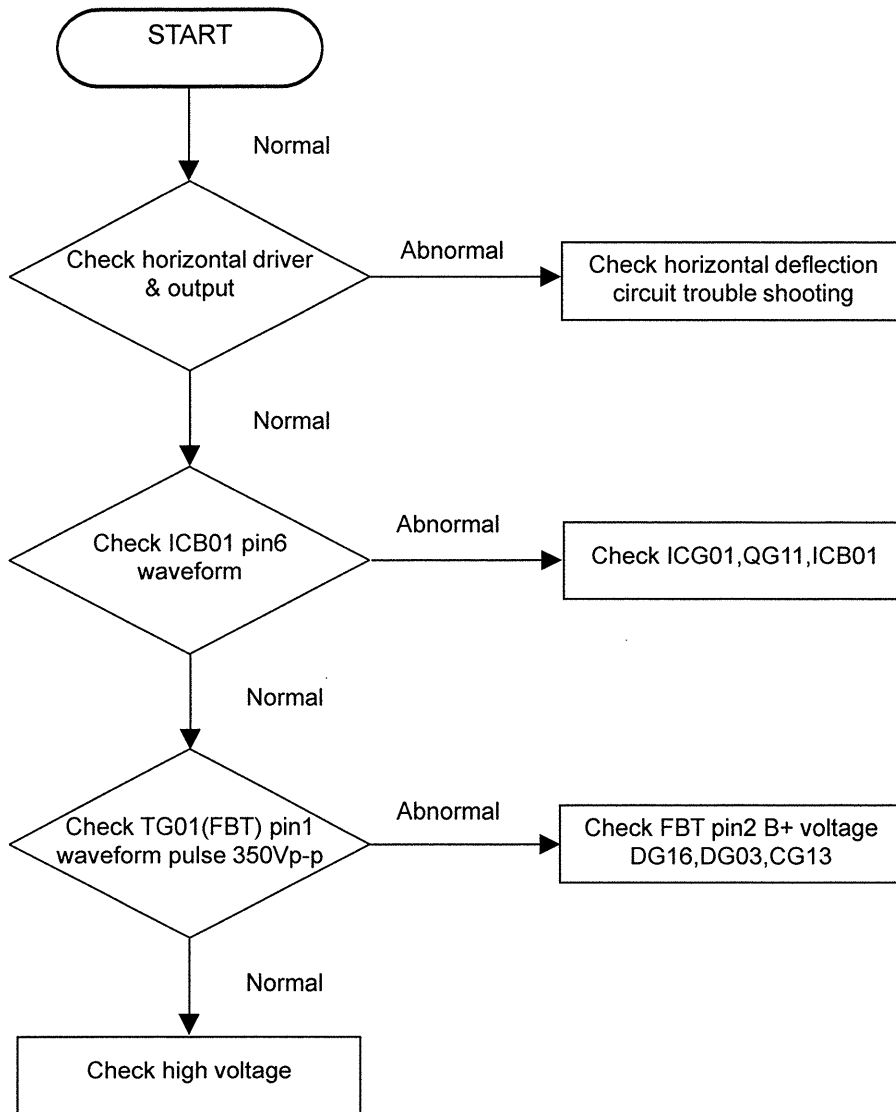 START
Normal
Check horizontal driver
& output
Abnormal
Check horizontal deflection
circuit trouble shooting
Normal
Check ICB01 pin6
waveform
Abnormal
Check ICG01,QG11,ICB01
Normal
Check TG01(FBT) pin1
waveform pulse 350Vp-p
Abnormal
Check FBT pin2 B+ voltage
DG16,DG03,CG13
Normal
Check high voltage